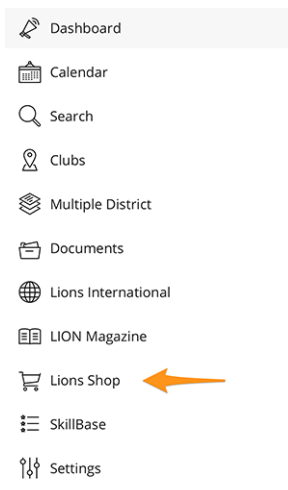 Dashboard
Calendar
Search
Clubs
Multiple District
Documents
Lions International
LION Magazine
Lions Shop
SkillBase
Settings